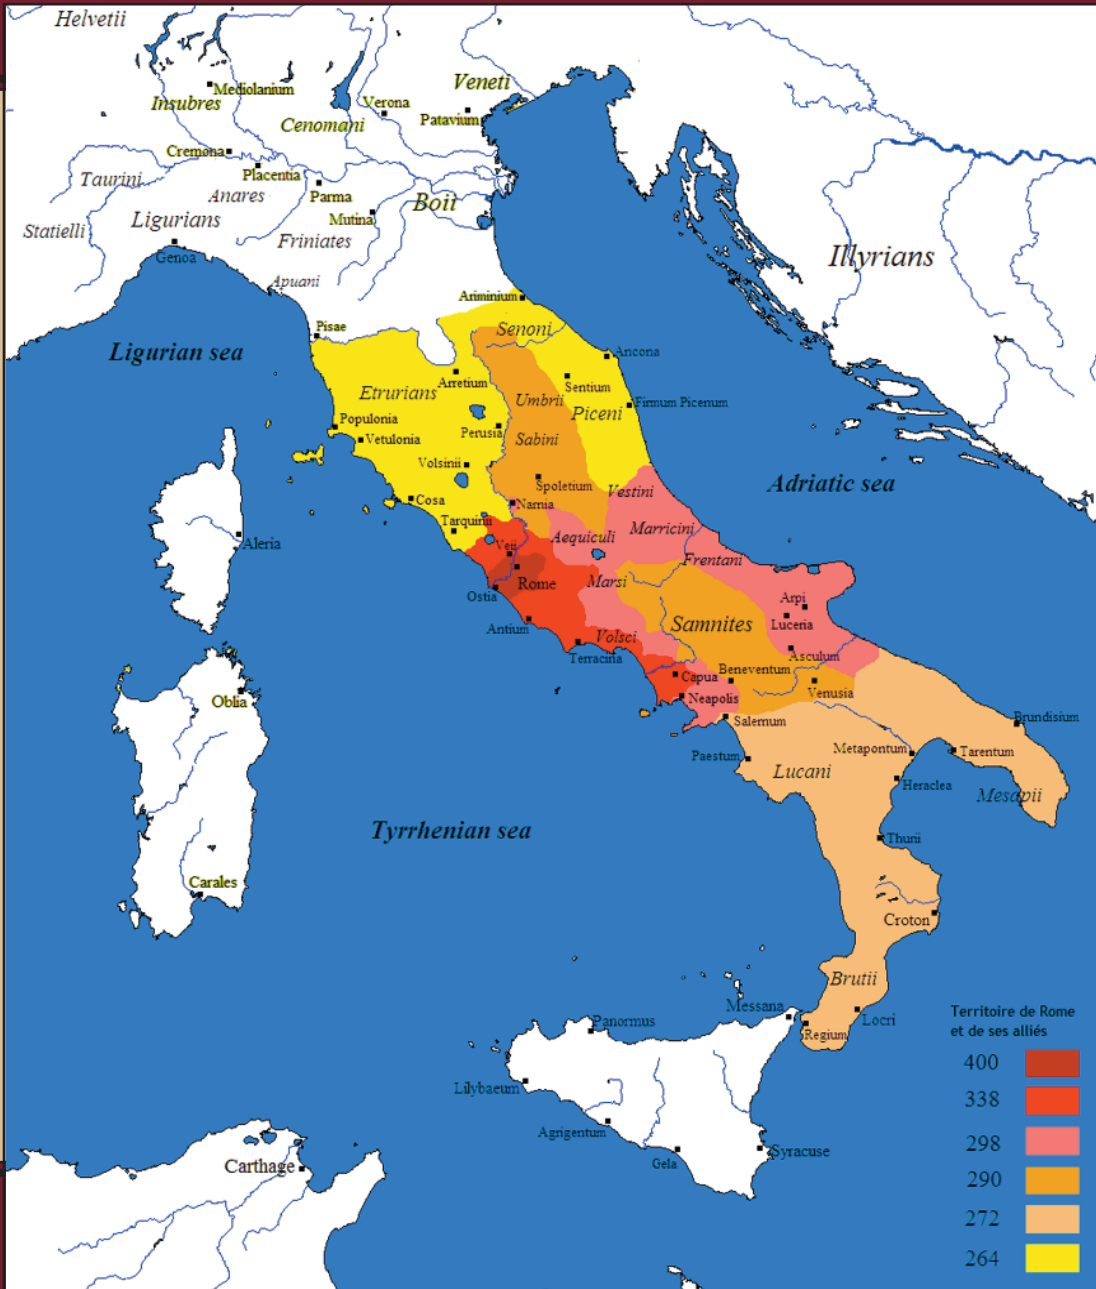 Helvetii
Mediolanium
Insubres
Veneti
Verona
Patavium
Cenomani
Cremona
Placentia
Taurini
Anares
Parma
Boii
Ligurians
Mutina
Statielli
Friniates
Genoa
Apuani
Illyrians
Ariminium
Pisae
Senoni
Ligurian sea
Ancona
Arretium
Sentium
Etrurians
Umbrii
Firmum Picenum
Piceni
Populonia
Perusia
Vetulonia
Sabini
Volsinii
Spoletium
Adriatic sea
Vestini
Cosa
Narnia
Tarquinii
Marricini
Aequiculi
Aleria
Veii
Frentani
Rome
Marsi
Ostia
Arpi
Luceria
Antium
Samnites
Volsci
Terracina
Asculum
Beneventum
Capua
Venusia
Neapolis
Oblia
Salernum
Brundisium
Metapontum
Tarentum
Paestum
Lucani
Heraclea
Mesapii
Tyrrhenian sea
Thurii
Carales
Croton
Brutii
Messana
Locri
Panormus
Regium
Lilybaeum
Agrigentum
Syracuse
Gela
Carthage
Territoire de Rome
et de ses alliés
400
338
298
290
272
264